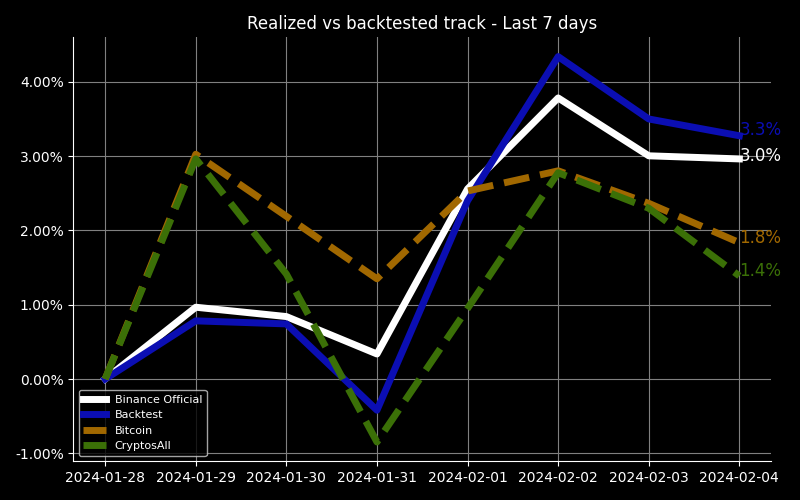 Realized vs backtested track - Last 7 days
4.00%
3.00%
2.00%
1.00%
0.00%
-1.00%
3.3%
3.0%
1.8%
1.4%
Binance Official
Backtest
Bitcoin
CryptosAll
2024-01-28 2024-01-29 2024-01-30 2024-01-31 2024-02-01 2024-02-02 2024-02-03 2024-02-04